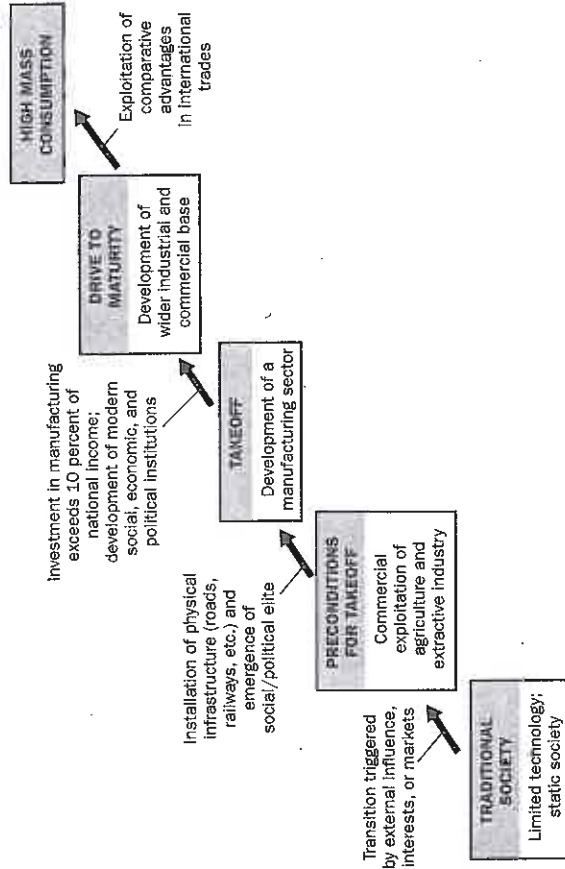 TRADITIONAL
SOCIETY
Limited technology;
static society
Transition triggered
by external influence,
interests, or markets
PRECONDITIONS
FOR TAKEOFF
Commercial
exploitation of
agriculture and
extractive industry
Installation of physical
infrastructure (roads,
railways, etc.) and
emergence of
social/political elite
TAKEOFF
Development of a
manufacturing sector
Investment in manufacturing
exceeds 10 percent of
national income;
development of modern
social, economic, and
political institutions
DRIVE TO
MATURITY
Development of
wider industrial and
commercial base
Exploitation of
comparative
advantages
in international
trades
HIGH MASS
CONSUMPTION